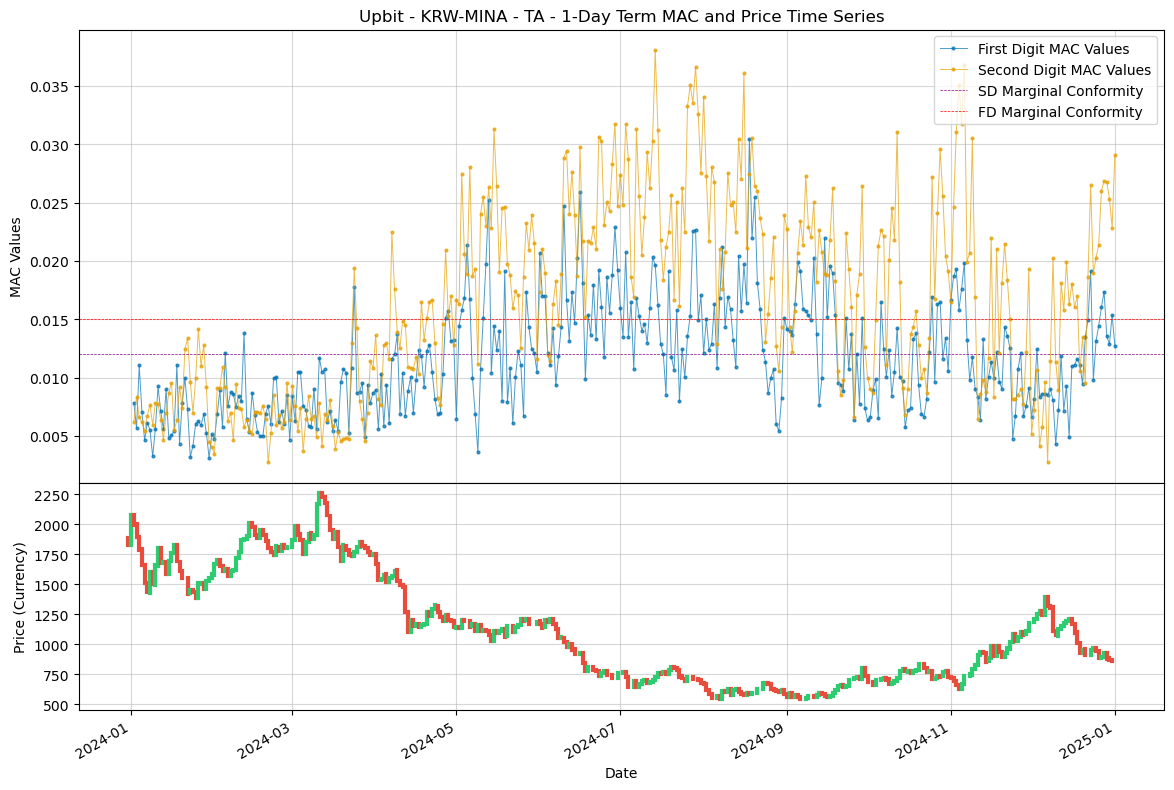 Upbit - KRW-MINA - TA - 1-Day Term MAC and Price Time Series
First Digit MAC Values
Second Digit MAC Values
SD Marginal Conformity
FD Marginal Conformity
MAC Values
0.035
0.030
0.025
0.020
0.015
0.010
0.005
Price (Currency)
2250
2000
1750
1500
1250
1000
750
500
2024-01
2024-03
2024-05
2024-07
2024-09
2024-11
2025-01
Date